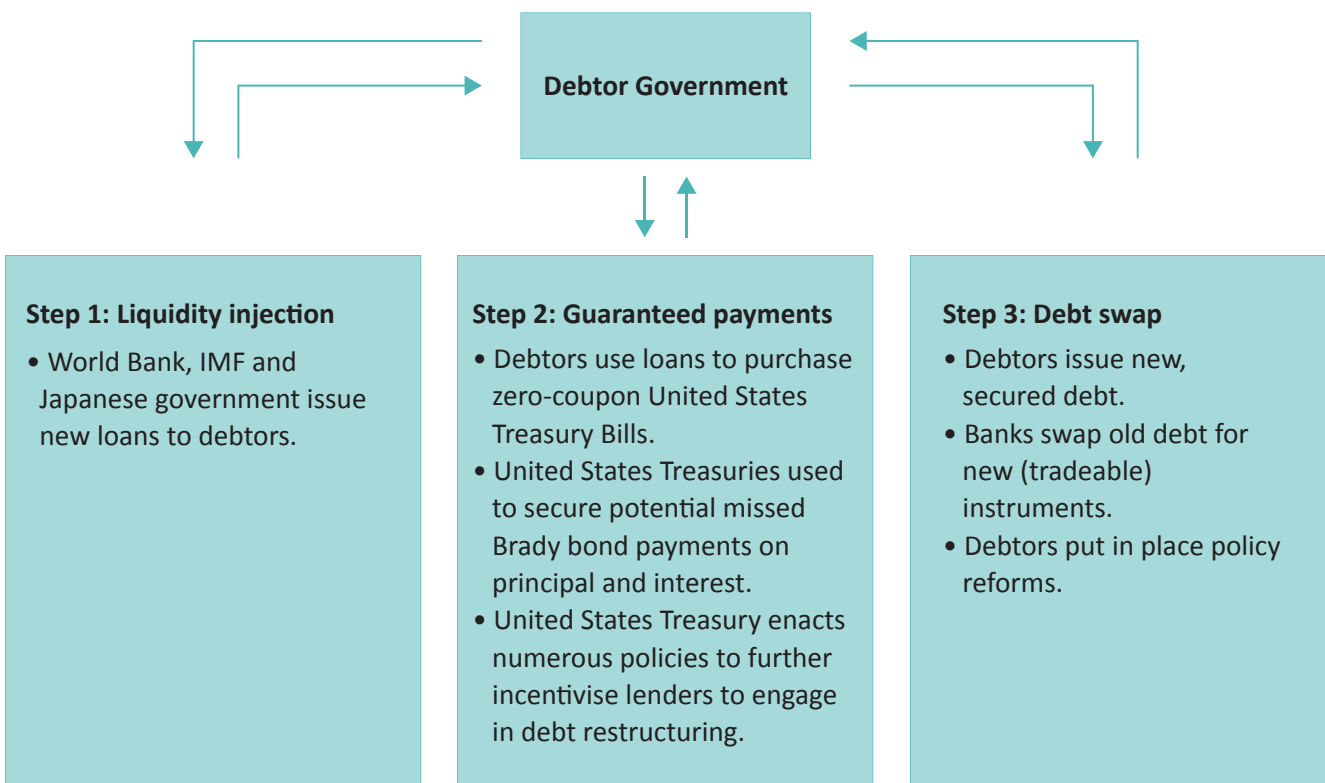 Debtor Government
Step 1: Liquidity injection
• World Bank, IMF and
Japanese government issue
new loans to debtors.
Step 2: Guaranteed payments
• Debtors use loans to purchase
zero-coupon United States
Treasury Bills.
• United States Treasuries used
to secure potential missed
Brady bond payments on
principal and interest.
• United States Treasury enacts
numerous policies to further
incentivise lenders to engage
in debt restructuring.
Step 3: Debt swap
• Debtors issue new,
secured debt.
• Banks swap old debt for
new (tradeable)
instruments.
• Debtors put in place policy
reforms.